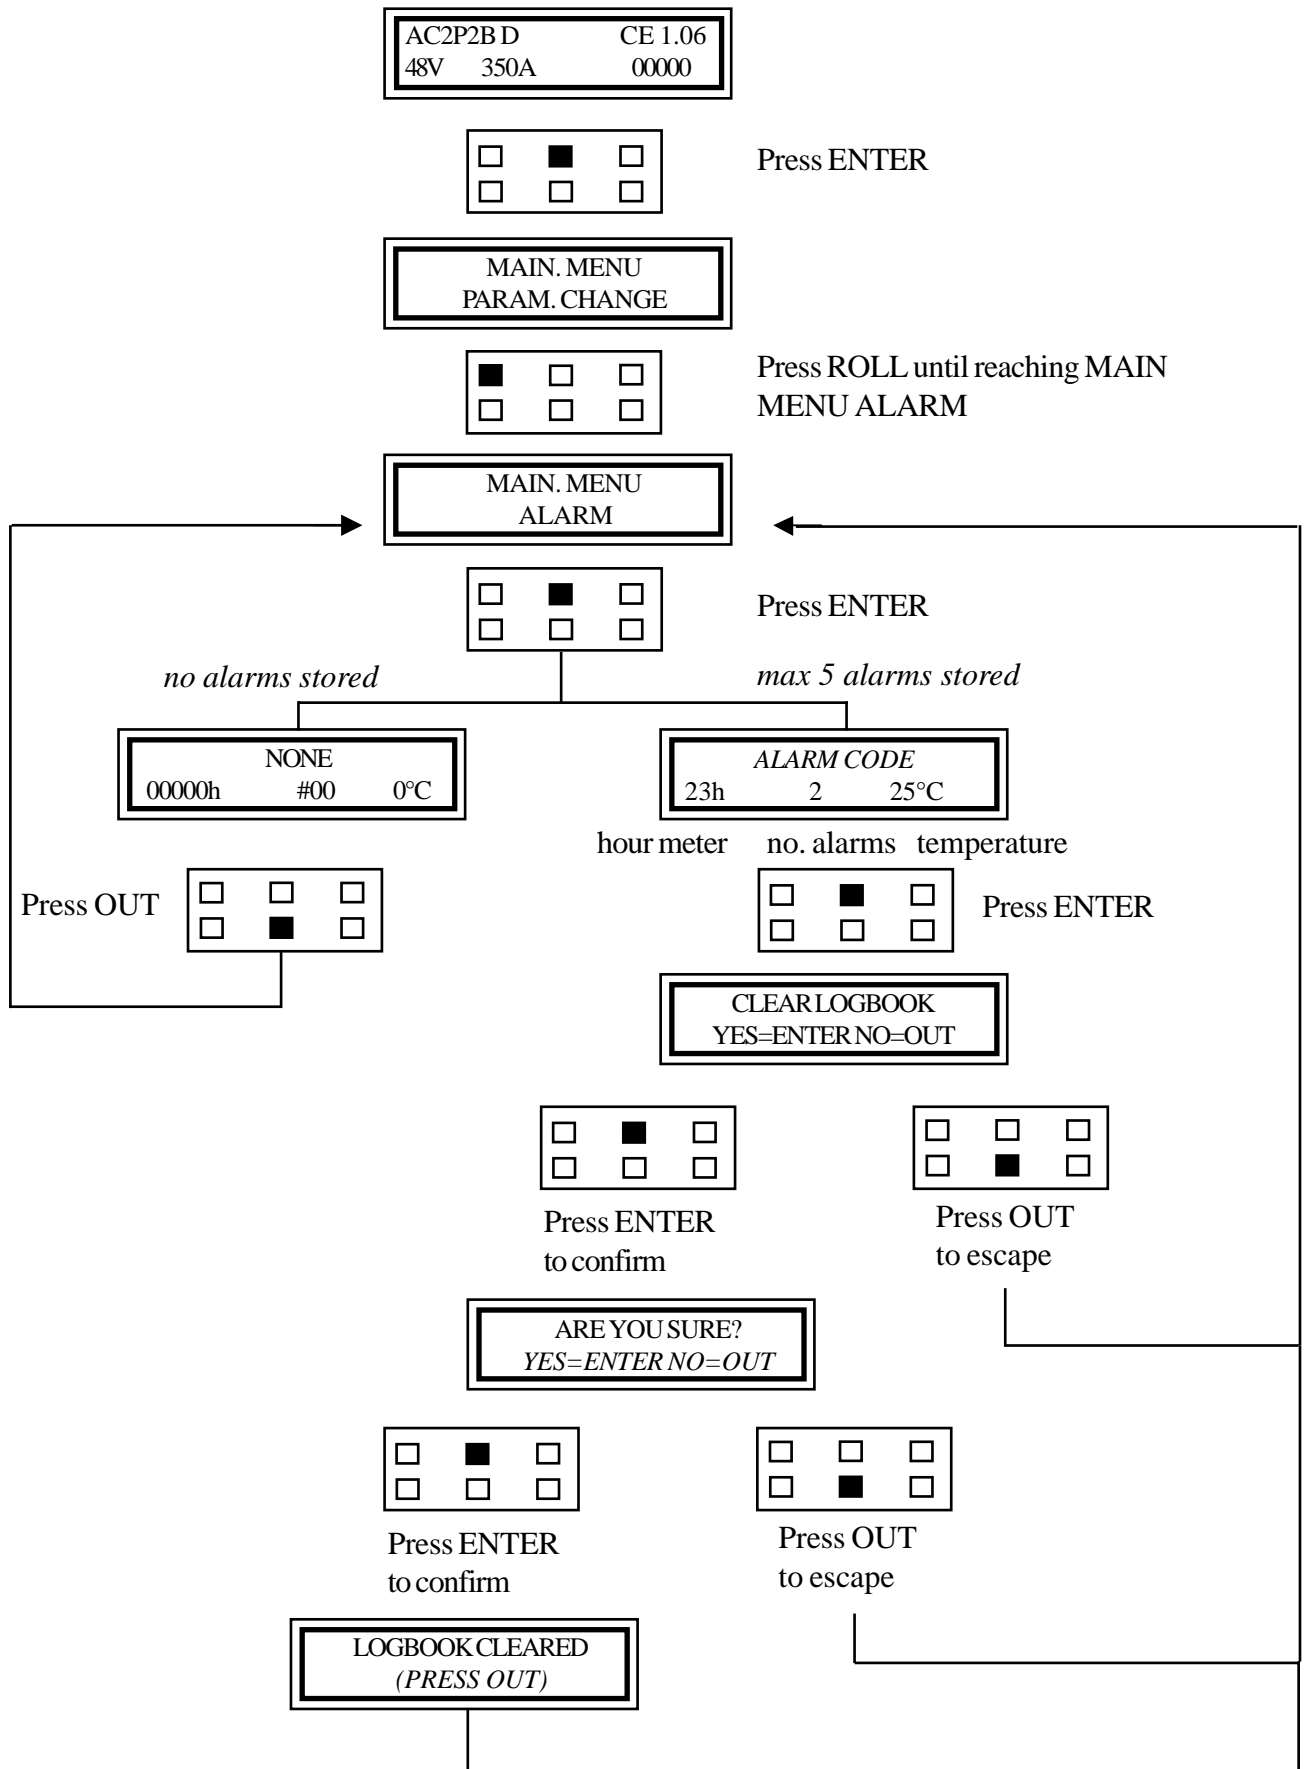 AC2P2B D CE 1.06
48V 350A 00000
Press ENTER
MAIN. MENU
PARAM. CHANGE
Press ROLL until reaching MAIN
MENU ALARM
MAIN. MENU
ALARM
Press ENTER
no alarms stored
max 5 alarms stored
NONE
00000h #00 0°C
ALARM CODE
23h 2 25°C
hour meter no. alarms temperature
Press OUT
Press ENTER
CLEAR LOGBOOK
YES=ENTER NO=OUT
Press ENTER
to confirm
Press OUT
to escape
ARE YOU SURE?
YES=ENTER NO=OUT
Press ENTER
to confirm
Press OUT
to escape
LOGBOOK CLEARED
(PRESS OUT)